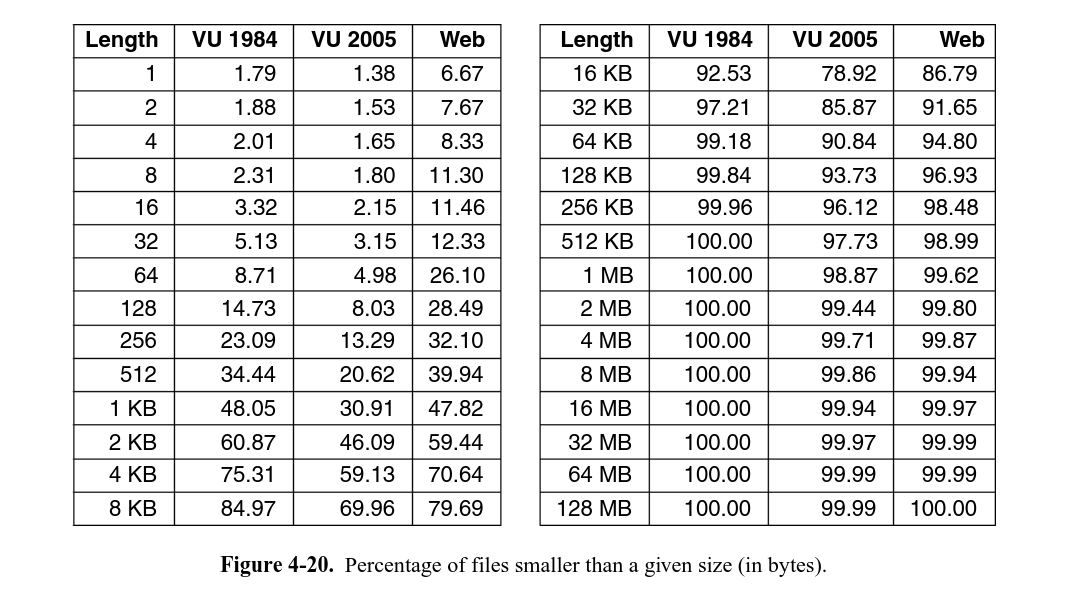 Length VU 1984 VU 2005 Web
1 1.79 1.38 6.67
2 1.88 1.53 7.67
4 2.01 1.65 8.33
8 2.31 1.80 11.30
16 3.32 2.15 11.46
32 5.13 3.15 12.33
64 8.71 4.98 26.10
128 14.73 8.03 28.49
256 23.09 13.29 32.10
512 34.44 20.62 39.94
1 KB 48.05 30.91 47.82
2 KB 60.87 46.09 59.44
4 KB 75.31 59.13 70.64
8 KB 84.97 69.96 79.69
Length VU 1984 VU 2005 Web
16 KB 92.53 78.92 86.79
32 KB 97.21 85.87 91.65
64 KB 99.18 90.84 94.80
128 KB 99.84 93.73 96.93
256 KB 99.96 96.12 98.48
512 KB 100.00 97.73 98.99
1 MB 100.00 98.87 99.62
2 MB 100.00 99.44 99.80
4 MB 100.00 99.71 99.87
8 MB 100.00 99.86 99.94
16 MB 100.00 99.94 99.97
32 MB 100.00 99.97 99.99
64 MB 100.00 99.99 99.99
128 MB 100.00 99.99 100.00
Figure 4-20. Percentage of files smaller than a given size (in bytes).